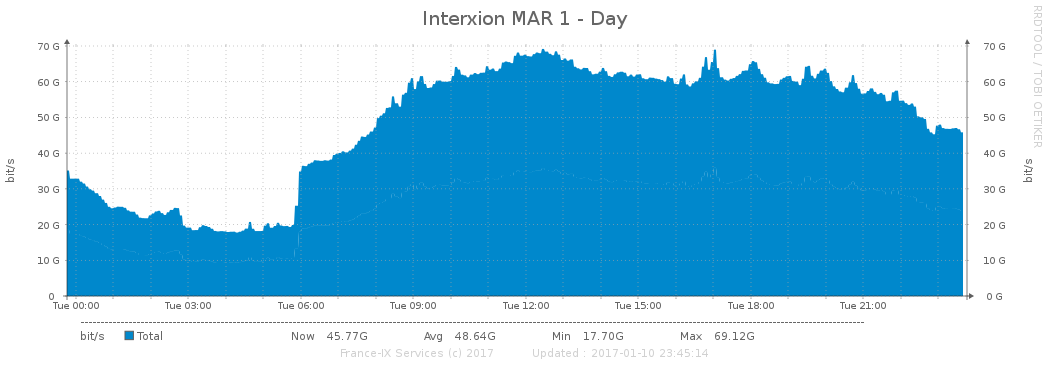 Interxion MAR 1 - Day
RRDTOOL / TOBI OETIKER
70 G 70 G
60 G 60 G
50 G 50 G
40 G 40 G
30 G 30 G
20 G 20 G
10 G 10 G
0 0 G
bit/s bit/s
Tue 00:00 Tue 03:00 Tue 06:00 Tue 09:00 Tue 12:00 Tue 15:00 Tue 18:00 Tue 21:00
bit/s Total Now 45.77G Avg 48.64G Min 17.70G Max 69.12G
France-IX Services (c) 2017 Updated : 2017-01-10 23:45:14